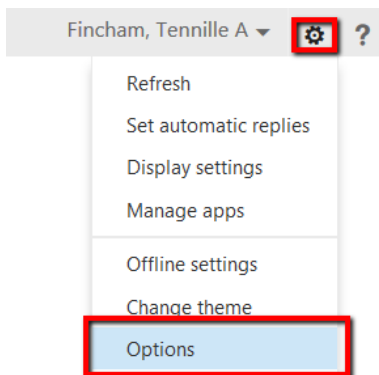 Fincham, Tennille A ?
Refresh
Set automatic replies
Display settings
Manage apps
Offline settings
Change theme
Options